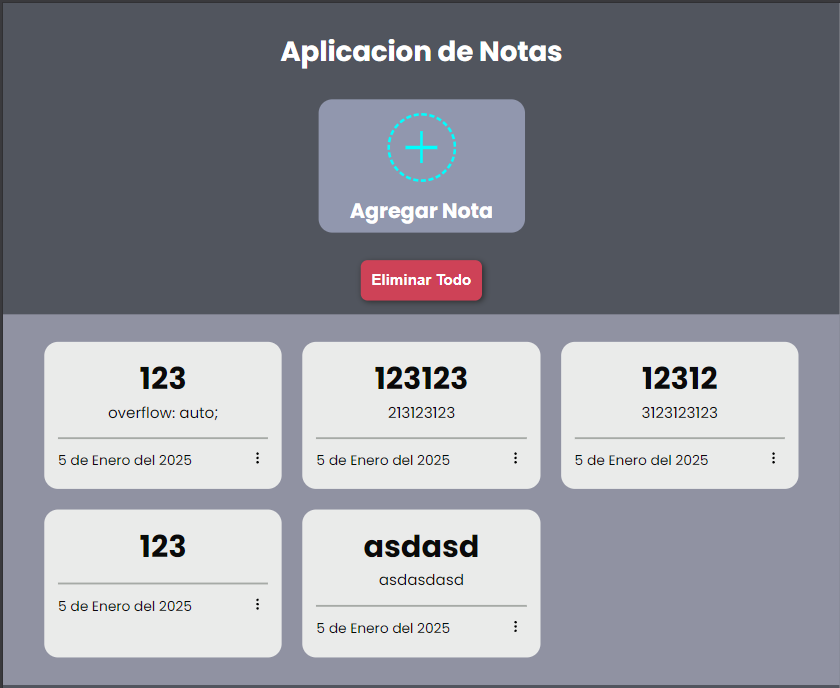 Aplicacion de Notas
Agregar Nota
Eliminar Todo
123
overflow: auto;
5 de Enero del 2025
123123
213123123
5 de Enero del 2025
12312
3123123123
5 de Enero del 2025
123
5 de Enero del 2025
asdasd
asdasdasd
5 de Enero del 2025